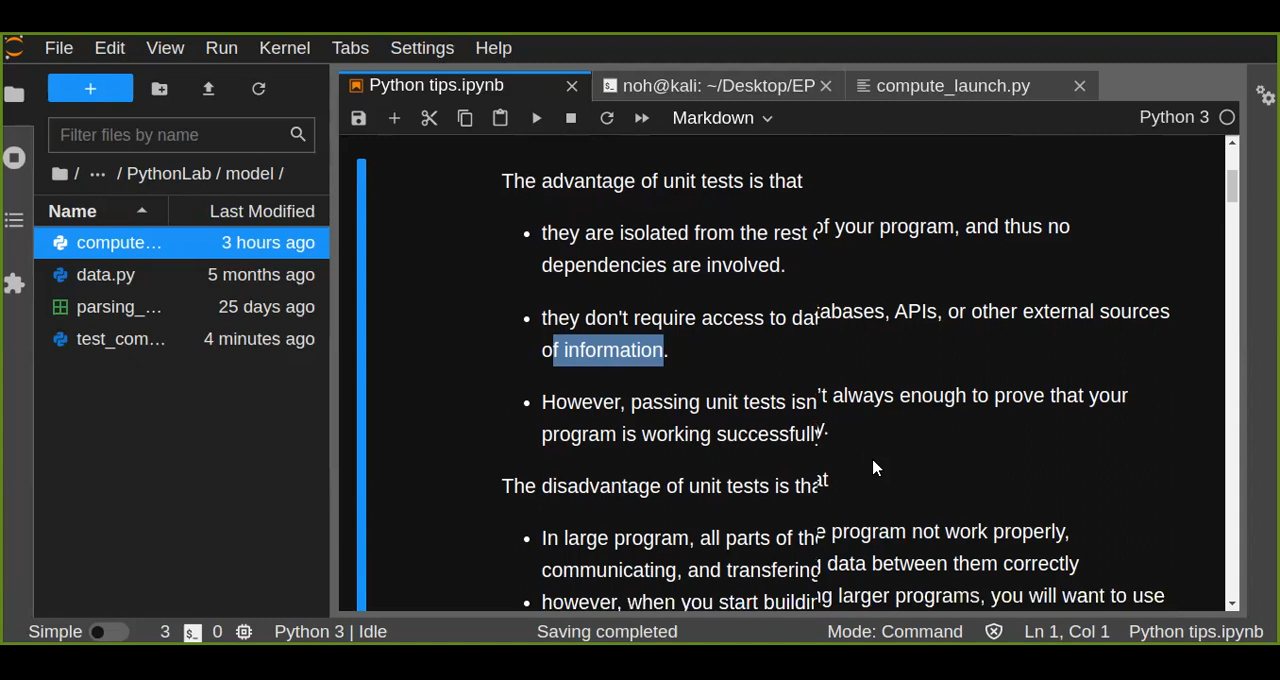 File Edit View Run Kernel Tabs Settings Help
+
Python tips.ipynb
noh@kali: ~/Desktop/EP
compute_launch.py
Filter files by name
Markdown
Python 3
/ ··· / PythonLab / model /
Name Last Modified
compute... 3 hours ago
data.py 5 months ago
parsing_... 25 days ago
test_com... 4 minutes ago
The advantage of unit tests is that
• they are isolated from the rest of your program, and thus no
dependencies are involved.
• they don't require access to databases, APIs, or other external sources
of information.
• However, passing unit tests isn't always enough to prove that your
program is working successfully.
The disadvantage of unit tests is that
• In large program, all parts of the program not work properly,
communicating, and transfering data between them correctly
• however, when you start building larger programs, you will want to use
Simple 3 $_ 0 Python 3 | Idle Saving completed Mode: Command Ln 1, Col 1 Python tips.ipynb